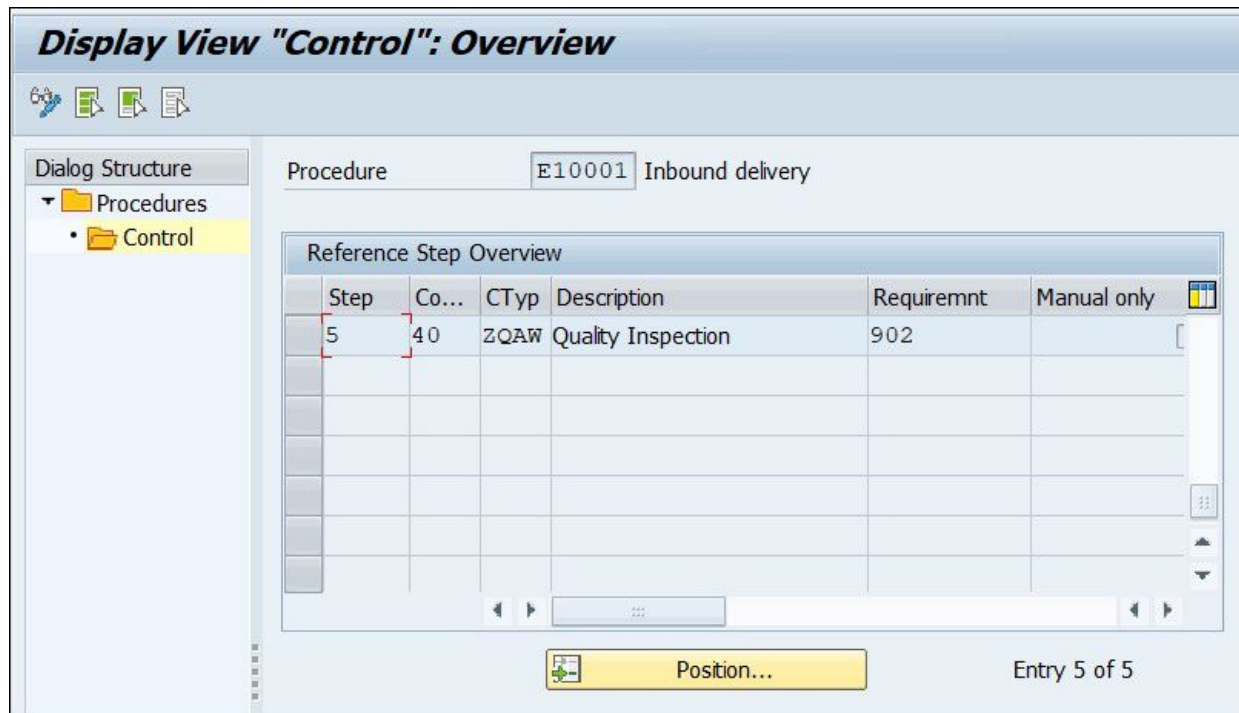 Display View "Control": Overview
Dialog Structure
Procedures
Control
Procedure E10001 Inbound delivery
Reference Step Overview
Step Co... CTyp Description Requiremnt Manual only
5 40 ZQAW Quality Inspection 902
Position... Entry 5 of 5